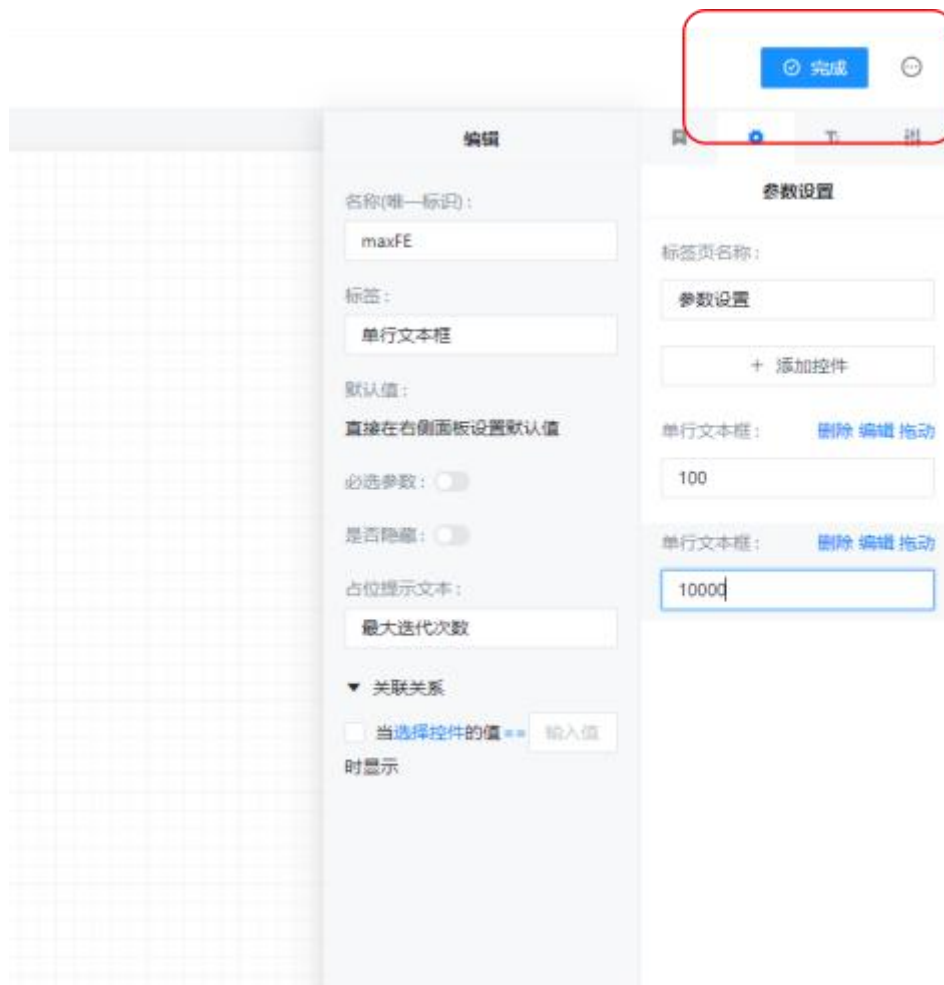 完成
编辑
名称(唯一标识)：
maxFE
标签：
单行文本框
默认值：
直接在右侧面板设置默认值
必选参数：
是否隐藏：
占位提示文本：
最大迭代次数
▼ 关联关系
当选择控件的值 == 输入值
时显示
参数设置
标签页名称：
参数设置
+ 添加控件
单行文本框： 删除 编辑 拖动
100
单行文本框： 删除 编辑 拖动
10000